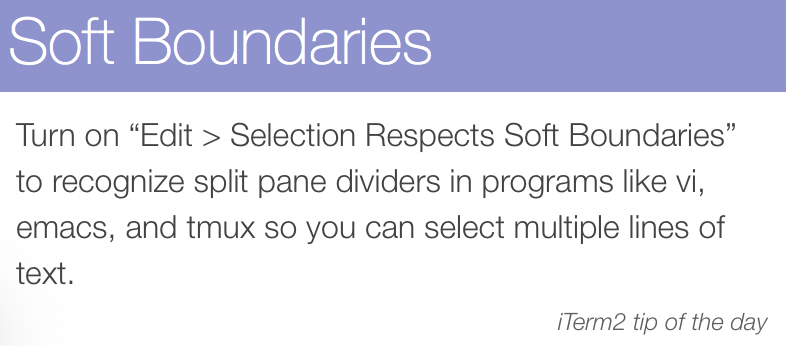 Soft Boundaries
Turn on “Edit > Selection Respects Soft Boundaries”
to recognize split pane dividers in programs like vi,
emacs, and tmux so you can select multiple lines of
text.
iTerm2 tip of the day